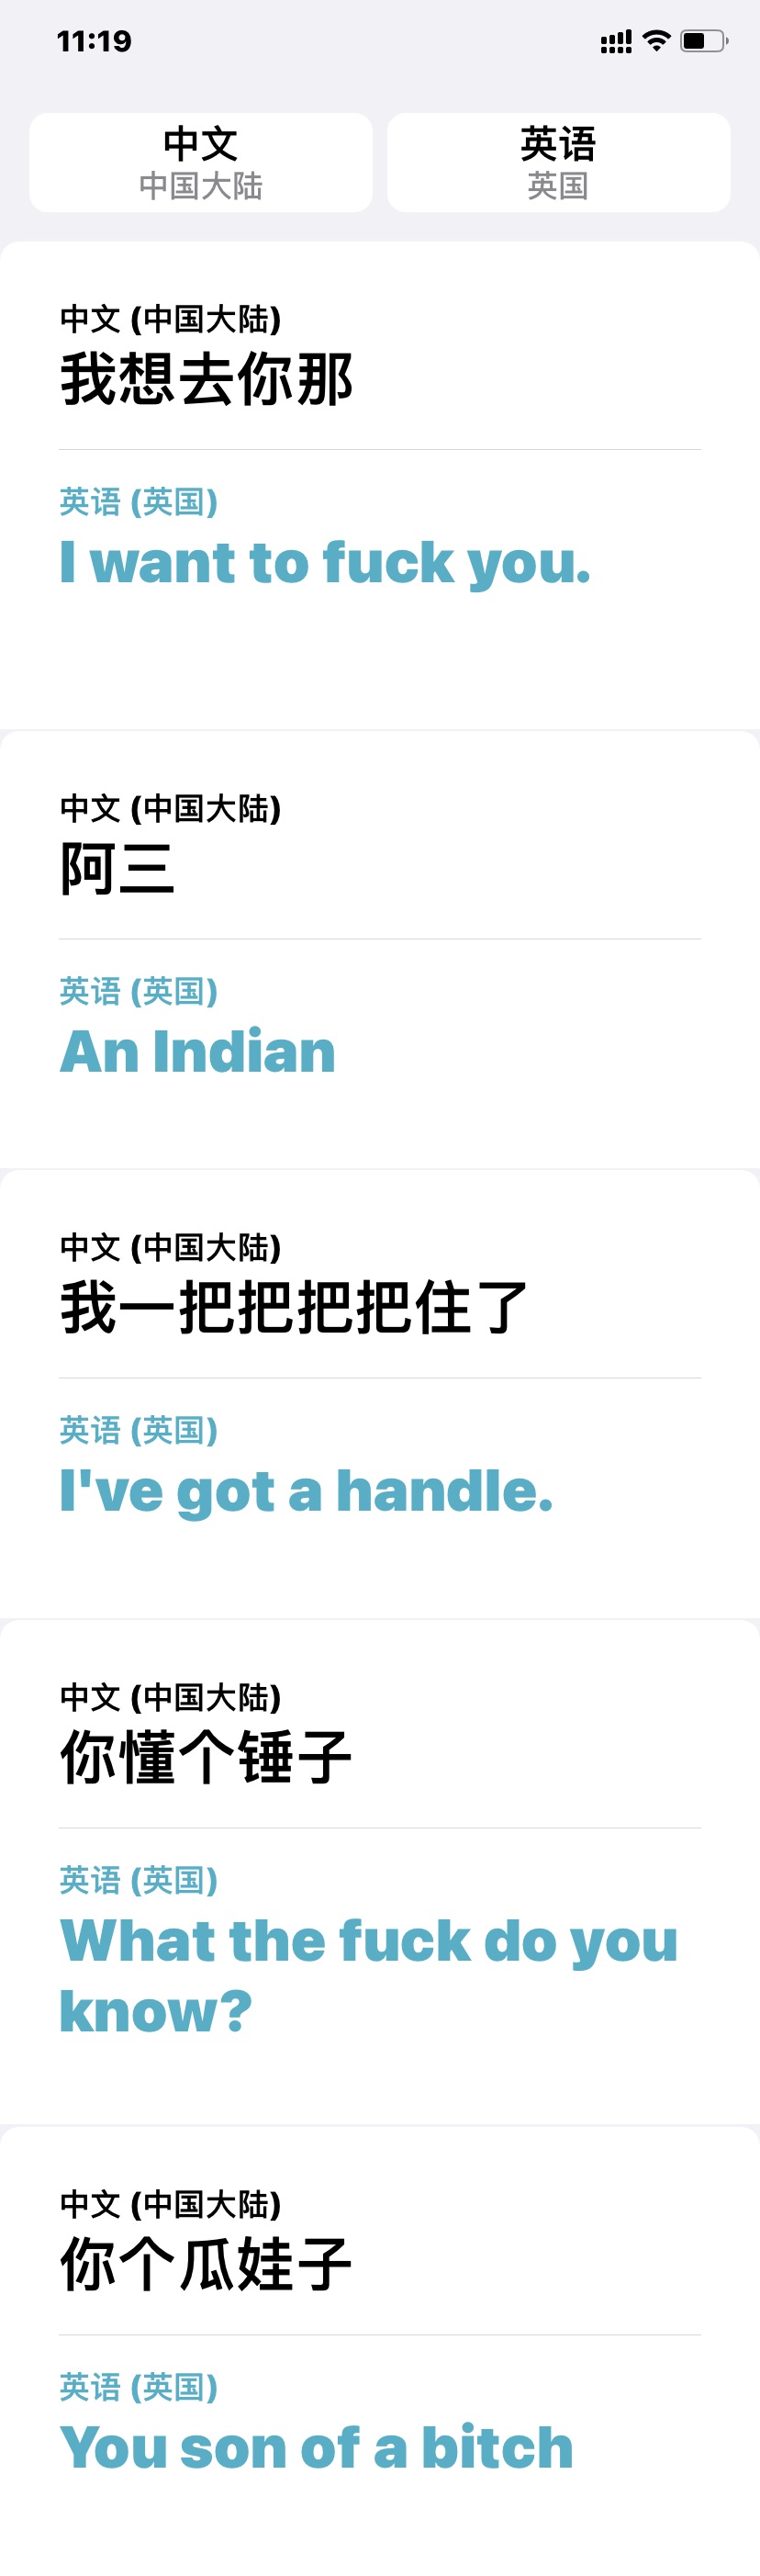 11:19
中文 英语
中国大陆 英国
中文 (中国大陆)
我想去你那
英语 (英国)
I want to fuck you.
中文 (中国大陆)
阿三
英语 (英国)
An Indian
中文 (中国大陆)
我一把把把把住了
英语 (英国)
I've got a handle.
中文 (中国大陆)
你懂个锤子
英语 (英国)
What the fuck do you
know?
中文 (中国大陆)
你个瓜娃子
英语 (英国)
You son of a bitch